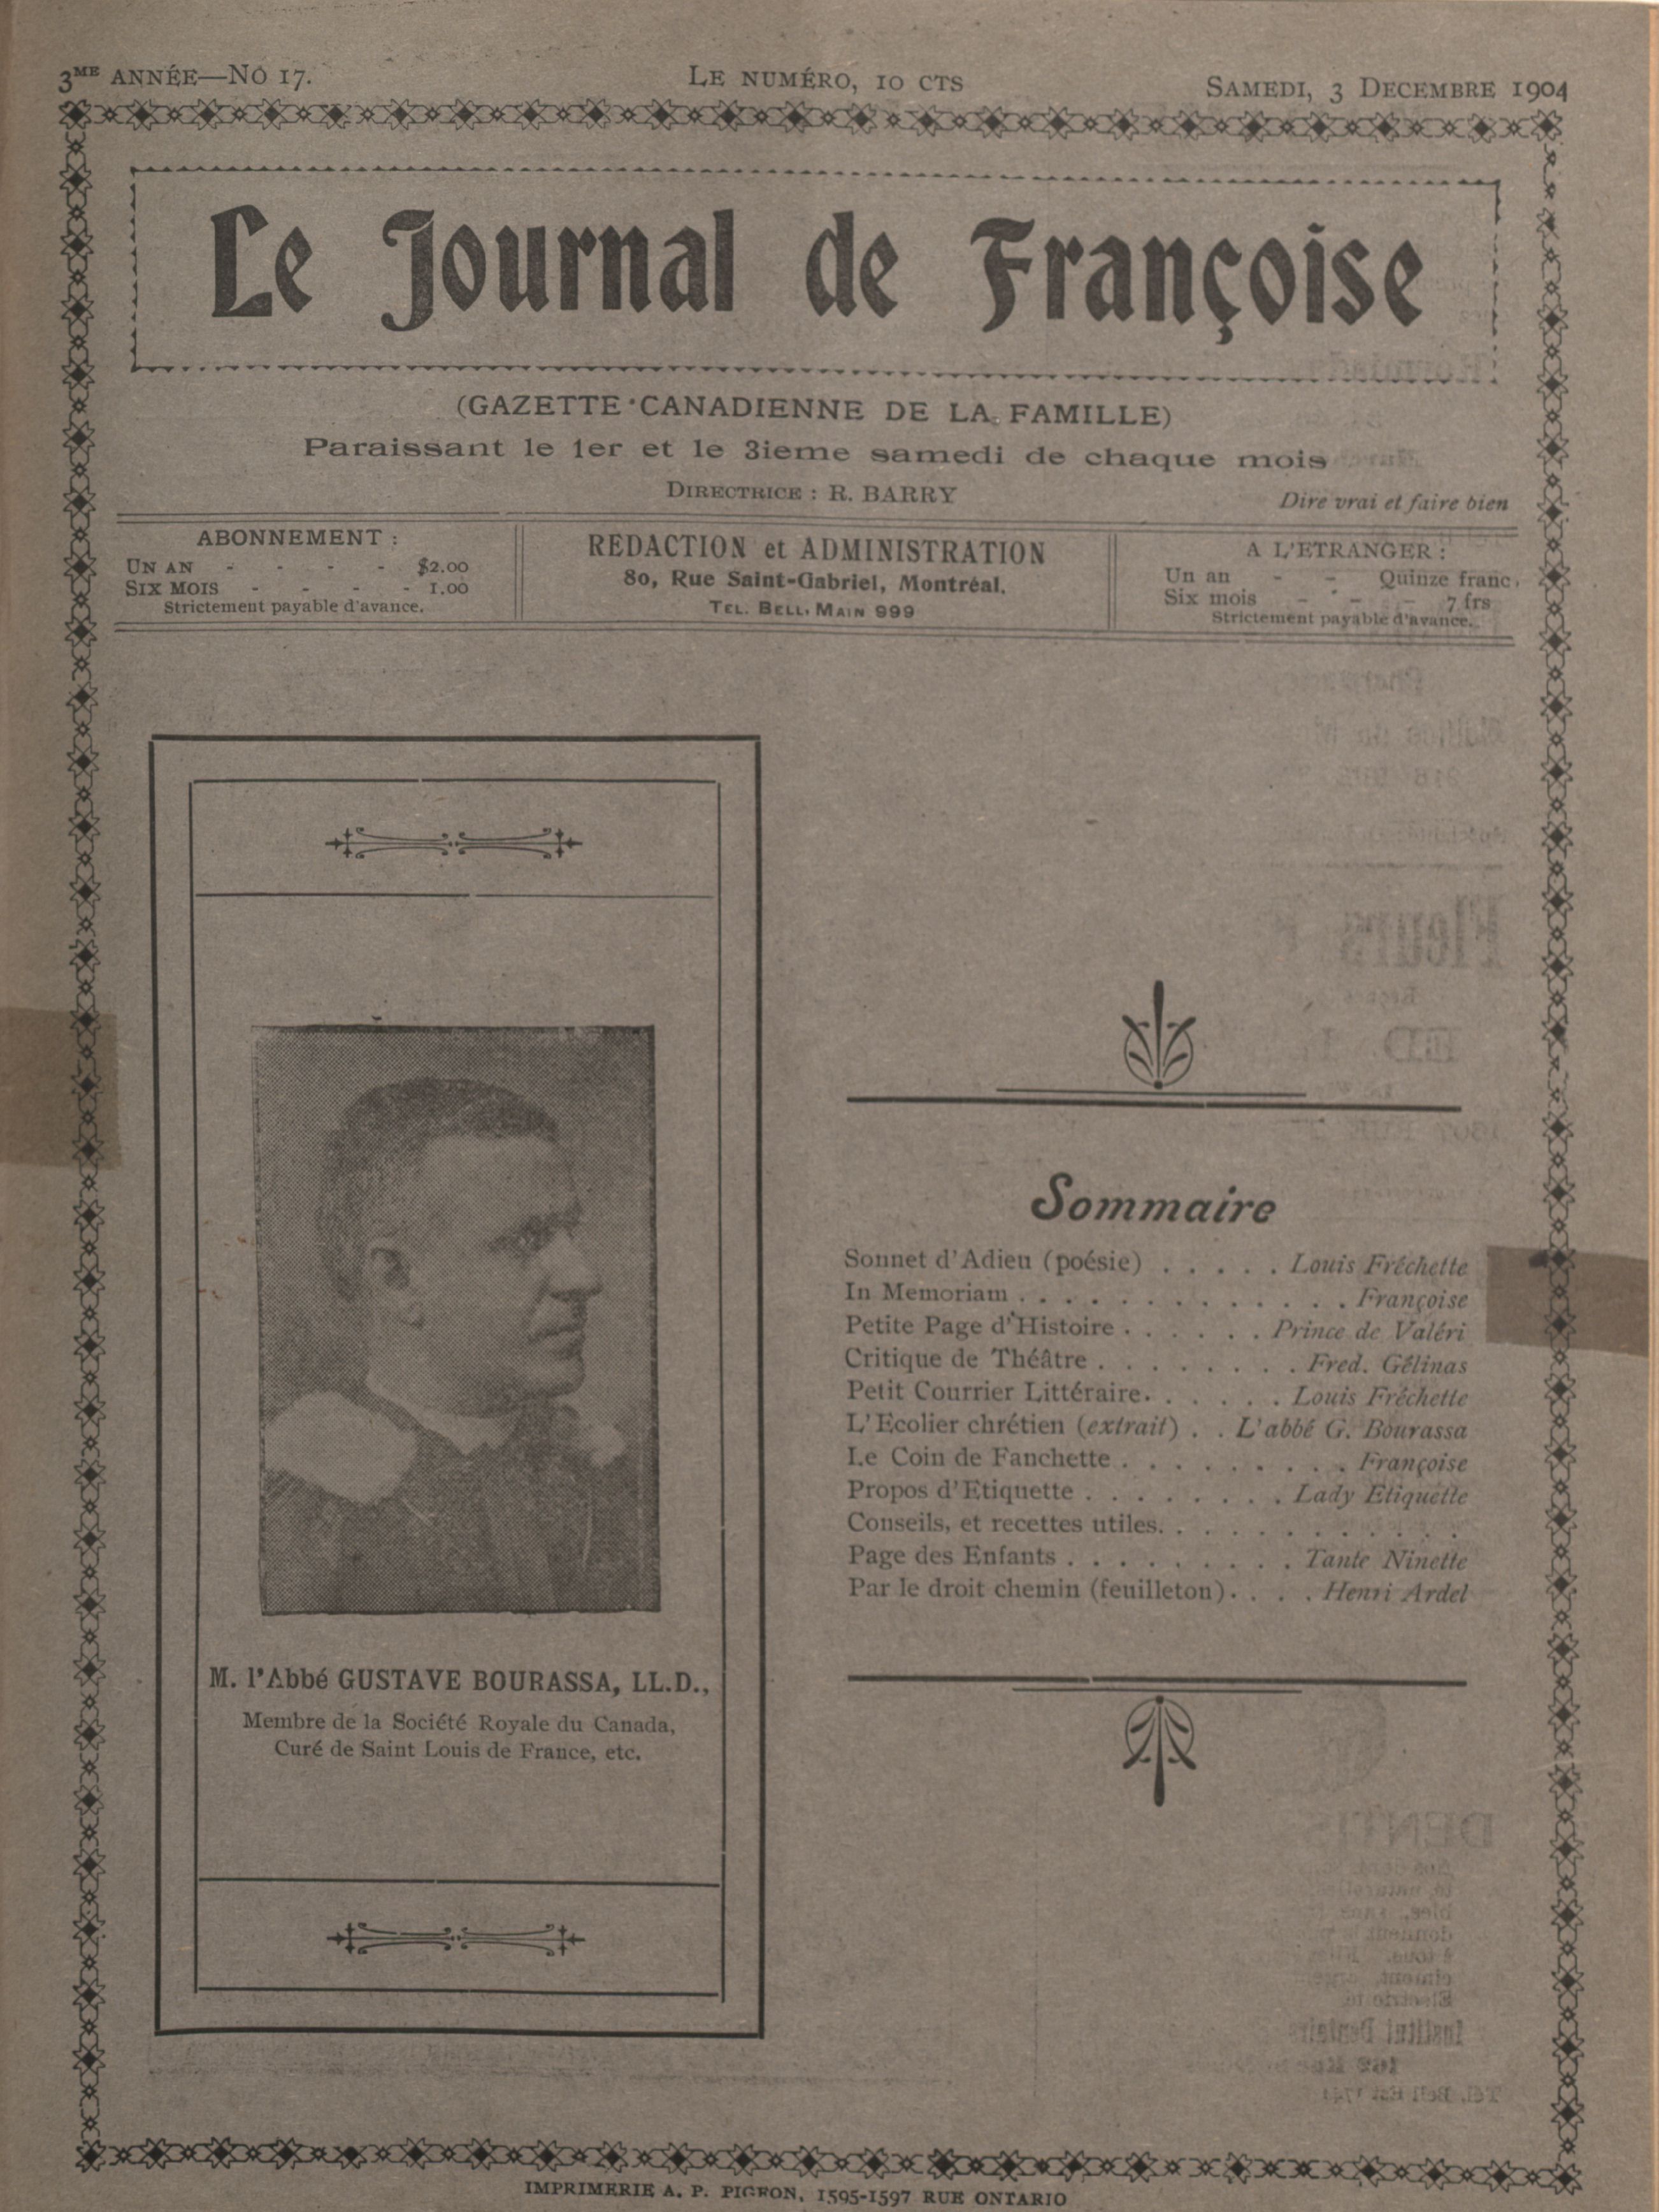 3ME ANNÉE—NO 17.
LE NUMÉRO, 10 CTS
SAMEDI, 3 DECEMBRE 1904
Le Journal de Françoise
(GAZETTE CANADIENNE DE LA FAMILLE)
Paraissant le 1er et le 3ieme samedi de chaque mois
DIRECTRICE : R. BARRY
Dire vrai et faire bien
ABONNEMENT :
UN AN - - - - $2.00
SIX MOIS - - - - 1.00
Strictement payable d'avance.
REDACTION et ADMINISTRATION
80, Rue Saint-Gabriel, Montréal.
TEL. BELL. MAIN 999
A L'ETRANGER :
Un an - - Quinze franc.
Six mois - - - 7 frs
Strictement payable d'avance.
M. l'Abbé GUSTAVE BOURASSA, LL.D.,
Membre de la Société Royale du Canada,
Curé de Saint Louis de France, etc.
Sommaire
Sonnet d'Adieu (poésie) . . . . . Louis Fréchette
In Memoriam . . . . . . . . . . . . . . Françoise
Petite Page d'Histoire . . . . . . Prince de Valéri
Critique de Théâtre . . . . . . . . Fred. Gélinas
Petit Courrier Littéraire. . . . . . Louis Fréchette
L'Ecolier chrétien (extrait) . . L'abbé G. Bourassa
Le Coin de Fanchette . . . . . . . . . Françoise
Propos d'Etiquette . . . . . . . . Lady Etiquette
Conseils, et recettes utiles. . . . . . . . . . . .
Page des Enfants . . . . . . . . . Tante Ninette
Par le droit chemin (feuilleton). . . . Henri Ardel
IMPRIMERIE A. P. PIGEON, 1595-1597 RUE ONTARIO